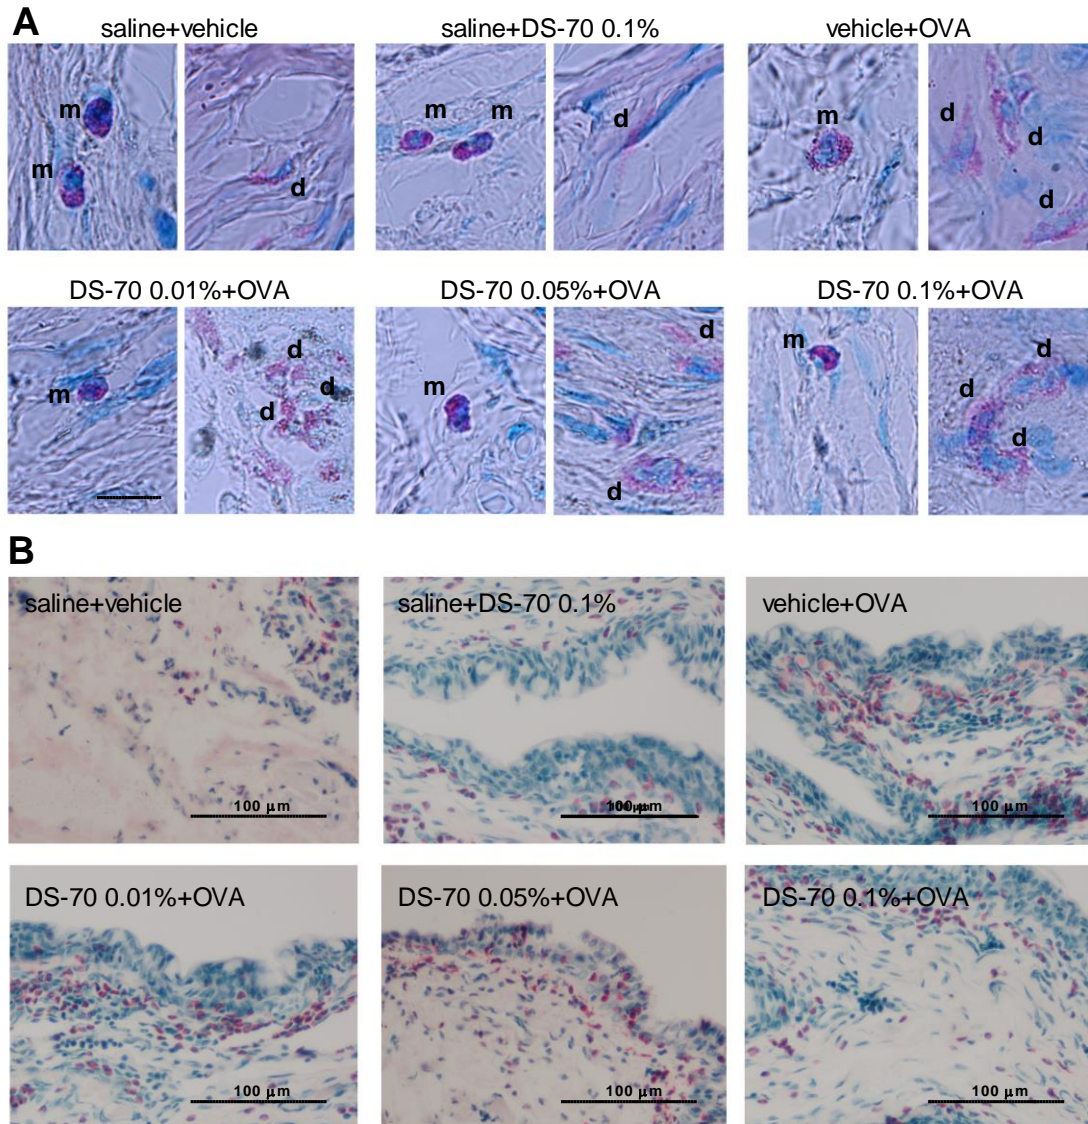 A
saline+vehicle
saline+DS-70 0.1%
vehicle+OVA
m
m
d
m
m
d
m
d
d
d
DS-70 0.01%+OVA
DS-70 0.05%+OVA
DS-70 0.1%+OVA
m
d
d
d
m
d
d
m
d
d
d
B
saline+vehicle
100 µm
saline+DS-70 0.1%
100 µm
vehicle+OVA
100 µm
DS-70 0.01%+OVA
100 µm
DS-70 0.05%+OVA
100 µm
DS-70 0.1%+OVA
100 µm